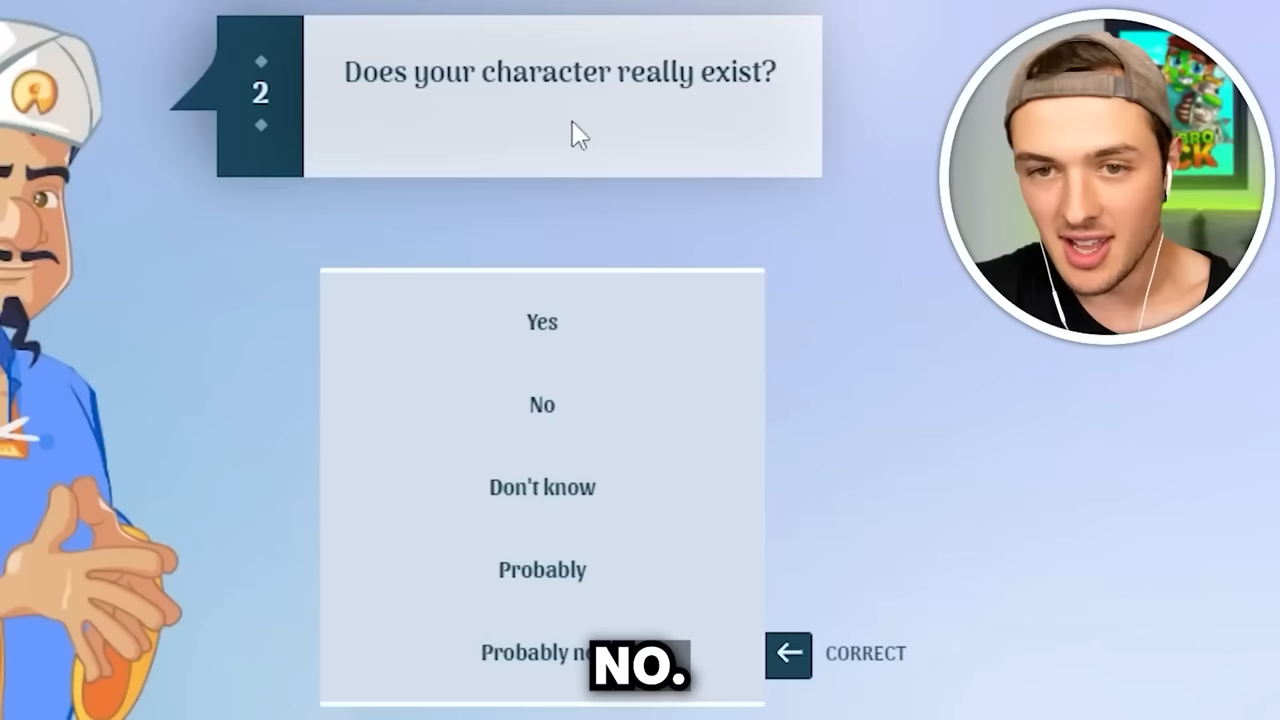 2
Does your character really exist?
Yes
No
Don't know
Probably
Probably
NO.
CORRECT